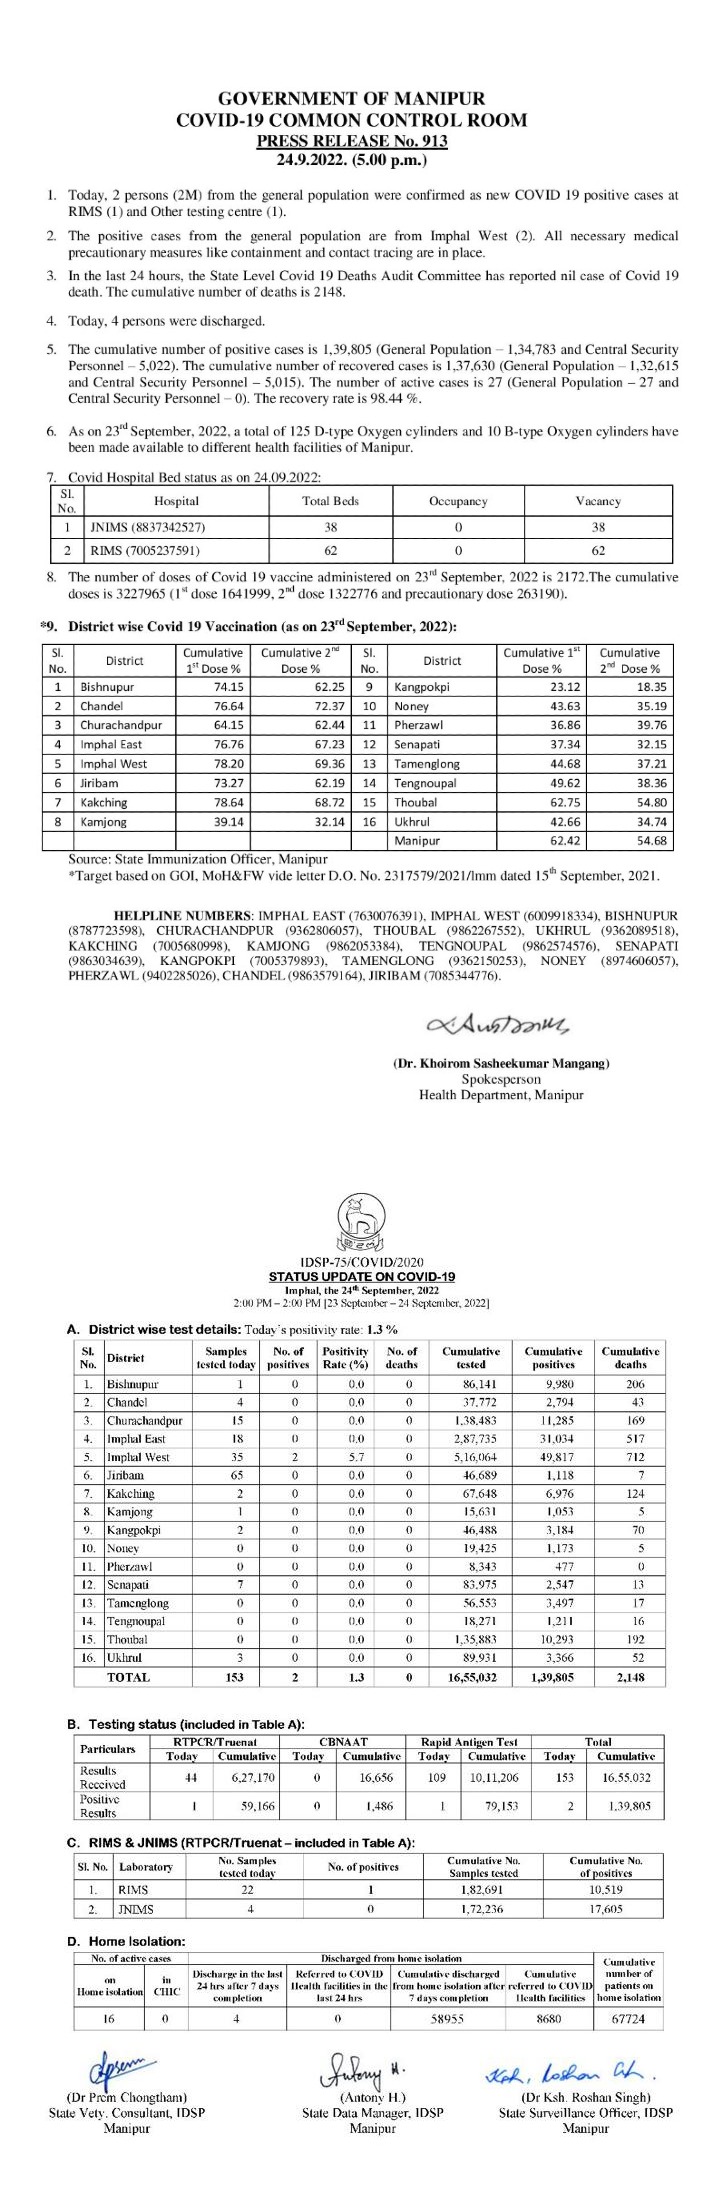 GOVERNMENT OF MANIPUR
COVID-19 COMMON CONTROL ROOM
PRESS RELEASE No. 913
24.9.2022. (5.00 p.m.)
1. Today, 2 persons (2M) from the general population were confirmed as new COVID 19 positive cases at
RIMS (1) and Other testing centre (1).
2. The positive cases from the general population are from Imphal West (2). All necessary medical
precautionary measures like containment and contact tracing are in place.
3. In the last 24 hours, the State Level Covid 19 Deaths Audit Committee has reported nil case of Covid 19
death. The cumulative number of deaths is 2148.
4. Today, 4 persons were discharged.
5. The cumulative number of positive cases is 1,39,805 (General Population – 1,34,783 and Central Security
Personnel – 5,022). The cumulative number of recovered cases is 1,37,630 (General Population – 1,32,615
and Central Security Personnel – 5,015). The number of active cases is 27 (General Population – 27 and
Central Security Personnel – 0). The recovery rate is 98.44 %.
6. As on 23rd September, 2022, a total of 125 D-type Oxygen cylinders and 10 B-type Oxygen cylinders have
been made available to different health facilities of Manipur.
7. Covid Hospital Bed status as on 24.09.2022:
Sl. No. Hospital Total Beds Occupancy Vacancy
1 JNIMS (8837342527) 38 0 38
2 RIMS (7005237591) 62 0 62
8. The number of doses of Covid 19 vaccine administered on 23rd September, 2022 is 2172.The cumulative
doses is 3227965 (1st dose 1641999, 2nd dose 1322776 and precautionary dose 263190).
*9. District wise Covid 19 Vaccination (as on 23rd September, 2022):
Sl. No. District Cumulative 1st Dose % Cumulative 2nd Dose % Sl. No. District Cumulative 1st Dose % Cumulative 2nd Dose %
1 Bishnupur 74.15 62.25 9 Kangpokpi 23.12 18.35
2 Chandel 76.64 72.37 10 Noney 43.63 35.19
3 Churachandpur 64.15 62.44 11 Pherzawl 36.86 39.76
4 Imphal East 76.76 67.23 12 Senapati 37.34 32.15
5 Imphal West 78.20 69.36 13 Tamenglong 44.68 37.21
6 Jiribam 73.27 62.19 14 Tengnoupal 49.62 38.36
7 Kakching 78.64 68.72 15 Thoubal 62.75 54.80
8 Kamjong 39.14 32.14 16 Ukhrul 42.66 34.74
Manipur 62.42 54.68
Source: State Immunization Officer, Manipur
*Target based on GOI, MoH&FW vide letter D.O. No. 2317579/2021/Imm dated 15th September, 2021.
HELPLINE NUMBERS: IMPHAL EAST (7630076391), IMPHAL WEST (6009918334), BISHNUPUR
(8787723598), CHURACHANDPUR (9362806057), THOUBAL (9862267552), UKHRUL (9362089518),
KAKCHING (7005680998), KAMJONG (9862053384), TENGNOUPAL (9862574576), SENAPATI
(9863034639), KANGPOKPI (7005379893), TAMENGLONG (9362150253), NONEY (8974606057),
PHERZAWL (9402285026), CHANDEL (9863579164), JIRIBAM (7085344776).
(Dr. Khoirom Sasheekumar Mangang)
Spokesperson
Health Department, Manipur
IDSP-75/COVID/2020
STATUS UPDATE ON COVID-19
Imphal, the 24th September, 2022
2:00 PM – 2:00 PM [23 September – 24 September, 2022]
A. District wise test details: Today's positivity rate: 1.3 %
Sl. No. District Samples tested today No. of positives Positivity Rate (%) No. of deaths Cumulative tested Cumulative positives Cumulative deaths
1. Bishnupur 1 0 0.0 0 86,141 9,980 206
2. Chandel 4 0 0.0 0 37,772 2,794 43
3. Churachandpur 15 0 0.0 0 1,38,483 11,285 169
4. Imphal East 18 0 0.0 0 2,87,735 31,034 517
5. Imphal West 35 2 5.7 0 5,16,064 49,817 712
6. Jiribam 65 0 0.0 0 46,689 1,118 7
7. Kakching 2 0 0.0 0 67,648 6,976 124
8. Kamjong 1 0 0.0 0 15,631 1,053 5
9. Kangpokpi 2 0 0.0 0 46,488 3,184 70
10. Noney 0 0 0.0 0 19,425 1,173 5
11. Pherzawl 0 0 0.0 0 8,343 477 0
12. Senapati 7 0 0.0 0 83,975 2,547 13
13. Tamenglong 0 0 0.0 0 56,553 3,497 17
14. Tengnoupal 0 0 0.0 0 18,271 1,211 16
15. Thoubal 0 0 0.0 0 1,35,883 10,293 192
16. Ukhrul 3 0 0.0 0 89,931 3,366 52
TOTAL 153 2 1.3 0 16,55,032 1,39,805 2,148
B. Testing status (included in Table A):
Particulars RTPCR/Truenat CBNAAT Rapid Antigen Test Total
Today Cumulative Today Cumulative Today Cumulative Today Cumulative
Results Received 44 6,27,170 0 16,656 109 10,11,206 153 16,55,032
Positive Results 1 59,166 0 1,486 1 79,153 2 1,39,805
C. RIMS & JNIMS (RTPCR/Truenat – included in Table A):
Sl. No. Laboratory No. Samples tested today No. of positives Cumulative No. Samples tested Cumulative No. of positives
1. RIMS 22 1 1,82,691 10,519
2. JNIMS 4 0 1,72,236 17,605
D. Home Isolation:
No. of active cases Discharged from home isolation Cumulative number of patients on home isolation
on Home isolation in CHIC Discharge in the last 24 hrs after 7 days completion Referred to COVID Health facilities in the last 24 hrs Cumulative discharged from home isolation after 7 days completion Cumulative referred to COVID Health facilities
16 0 4 0 58955 8680 67724
Antony H.
(Dr Prem Chongtham) (Antony H.) (Dr Ksh. Roshan Singh)
State Vety. Consultant, IDSP State Data Manager, IDSP State Surveillance Officer, IDSP
Manipur Manipur Manipur